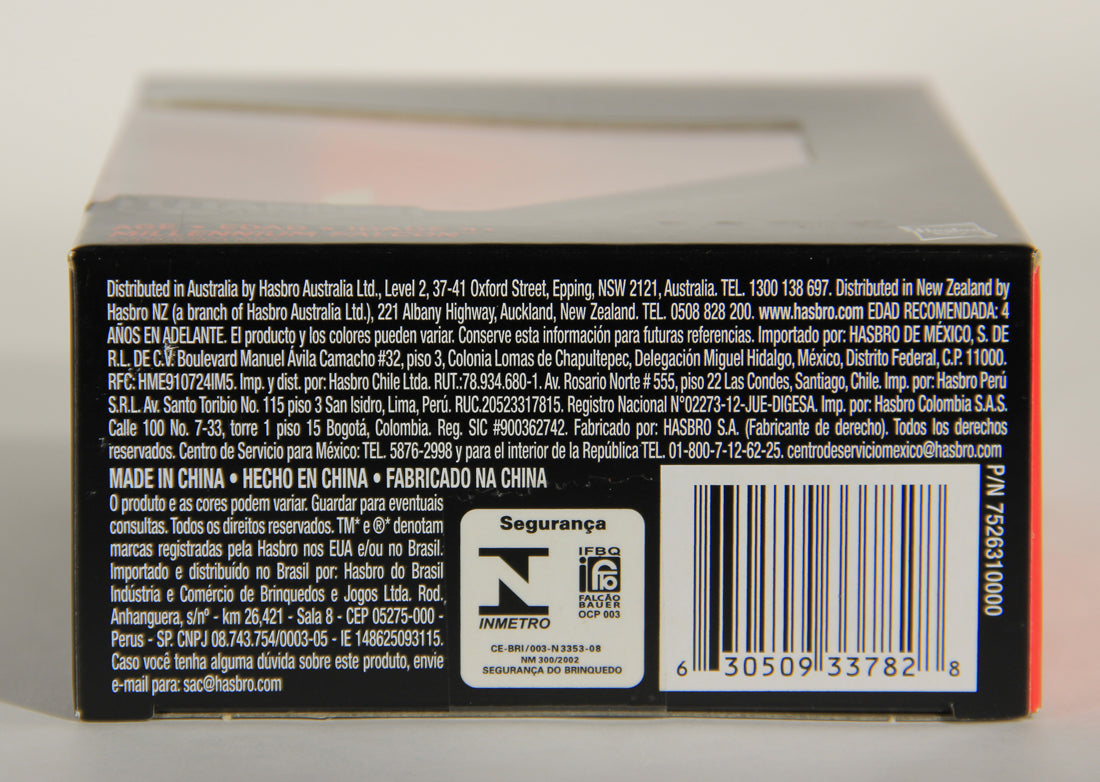 Hasbro
Distributed in Australia by Hasbro Australia Ltd., Level 2, 37-41 Oxford Street, Epping, NSW 2121, Australia. TEL. 1300 138 697. Distributed in New Zealand by
Hasbro NZ (a branch of Hasbro Australia Ltd.), 221 Albany Highway, Auckland, New Zealand. TEL. 0508 828 200. www.hasbro.com EDAD RECOMENDADA: 4
AÑOS EN ADELANTE. El producto y los colores pueden variar. Conserve esta información para futuras referencias. Importado por: HASBRO DE MÉXICO, S. DE
R.L. DE C.V. Boulevard Manuel Ávila Camacho #32, piso 3, Colonia Lomas de Chapultepec, Delegación Miguel Hidalgo, México, Distrito Federal, C.P. 11000.
RFC: HME910724IM5. Imp. y dist. por: Hasbro Chile Ltda. RUT.:78.934.680-1. Av. Rosario Norte # 555, piso 22 Las Condes, Santiago, Chile. Imp. por: Hasbro Perú
S.R.L. Av. Santo Toribio No. 115 piso 3 San Isidro, Lima, Perú. RUC.20523317815. Registro Nacional N°02273-12-JUE-DIGESA. Imp. por: Hasbro Colombia S.A.S.
Calle 100 No. 7-33, torre 1 piso 15 Bogotá, Colombia. Reg. SIC #900362742. Fabricado por: HASBRO S.A. (Fabricante de derecho). Todos los derechos
reservados. Centro de Servicio para México: TEL. 5876-2998 y para el interior de la República TEL. 01-800-7-12-62-25. centrodeserviciomexico@hasbro.com
MADE IN CHINA • HECHO EN CHINA • FABRICADO NA CHINA
O produto e as cores podem variar. Guardar para eventuais
consultas. Todos os direitos reservados. TM* e ®* denotam
marcas registradas pela Hasbro nos EUA e/ou no Brasil.
Importado e distribuído no Brasil por: Hasbro do Brasil
Indústria e Comércio de Brinquedos e Jogos Ltda. Rod.
Anhanguera, s/nº - km 26,421 - Sala 8 - CEP 05275-000 -
Perus - SP. CNPJ 08.743.754/0003-05 - IE 148625093115.
Caso você tenha alguma dúvida sobre este produto, envie
e-mail para: sac@hasbro.com
Segurança
INMETRO
IFBQ
FALCÃO
BAUER
OCP 003
CE-BRI/003-N 3353-08
NM 300/2002
SEGURANÇA DO BRINQUEDO
6 30509 33782 8
P/N 7526310000